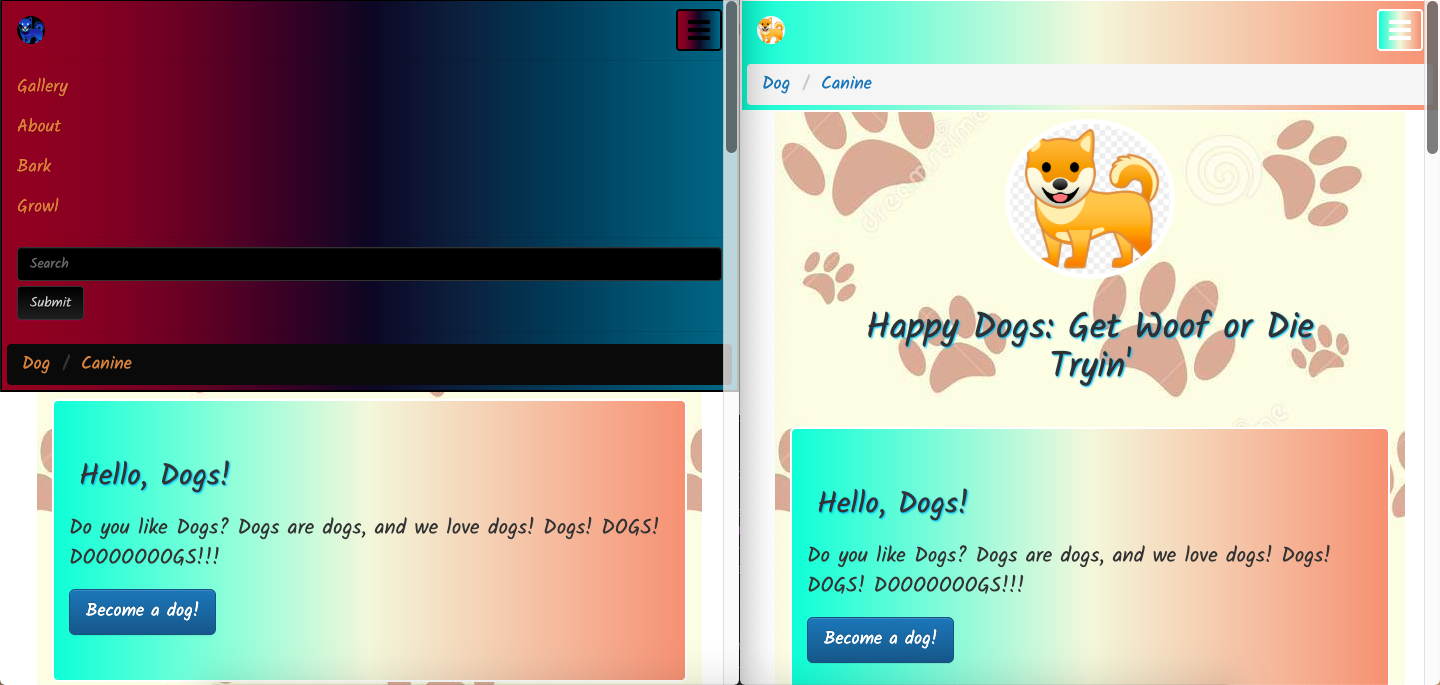 Gallery
About
Bark
Growl
Search
Submit
Dog / Canine
Hello, Dogs!
Do you like Dogs? Dogs are dogs, and we love dogs! Dogs! DOGS!
DOOOOOOOGS!!!
Become a dog!
Dog / Canine
dreamstime
Happy Dogs: Get Woof or Die
Tryin'
Hello, Dogs!
Do you like Dogs? Dogs are dogs, and we love dogs! Dogs!
DOGS! DOOOOOOOGS!!!
Become a dog!